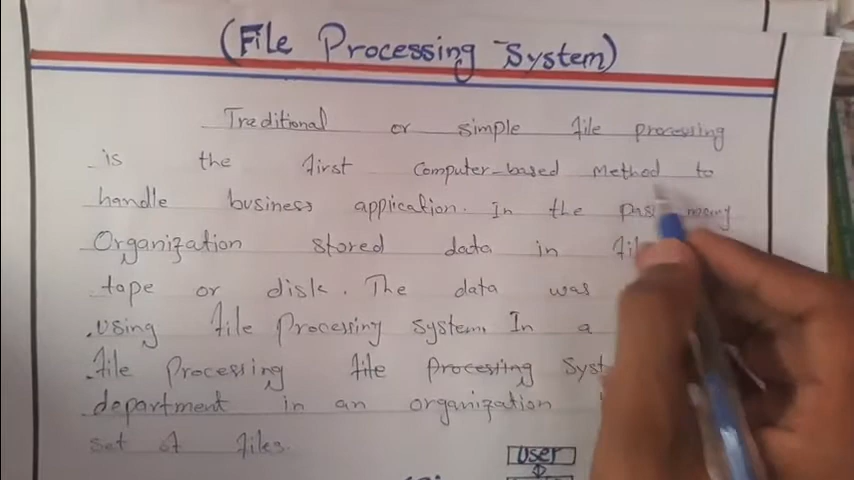 (File Processing System)
Traditional or simple file processing
is the first computer-based method to
handle business application. In the past many
Organization stored data in
tape or disk. The data was
using file Processing system. In a
file Processing file processing
department in an organization
set of files.
USER